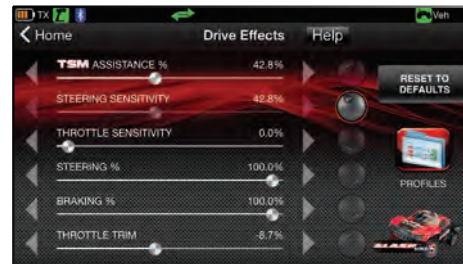 TX Veh
Home Drive Effects Help
TSM ASSISTANCE % 42.8%
STEERING SENSITIVITY 42.8%
THROTTLE SENSITIVITY 0.0%
STEERING % 100.0%
BRAKING % 100.0%
THROTTLE TRIM -8.7%
RESET TO
DEFAULTS
PROFILES
SLASH